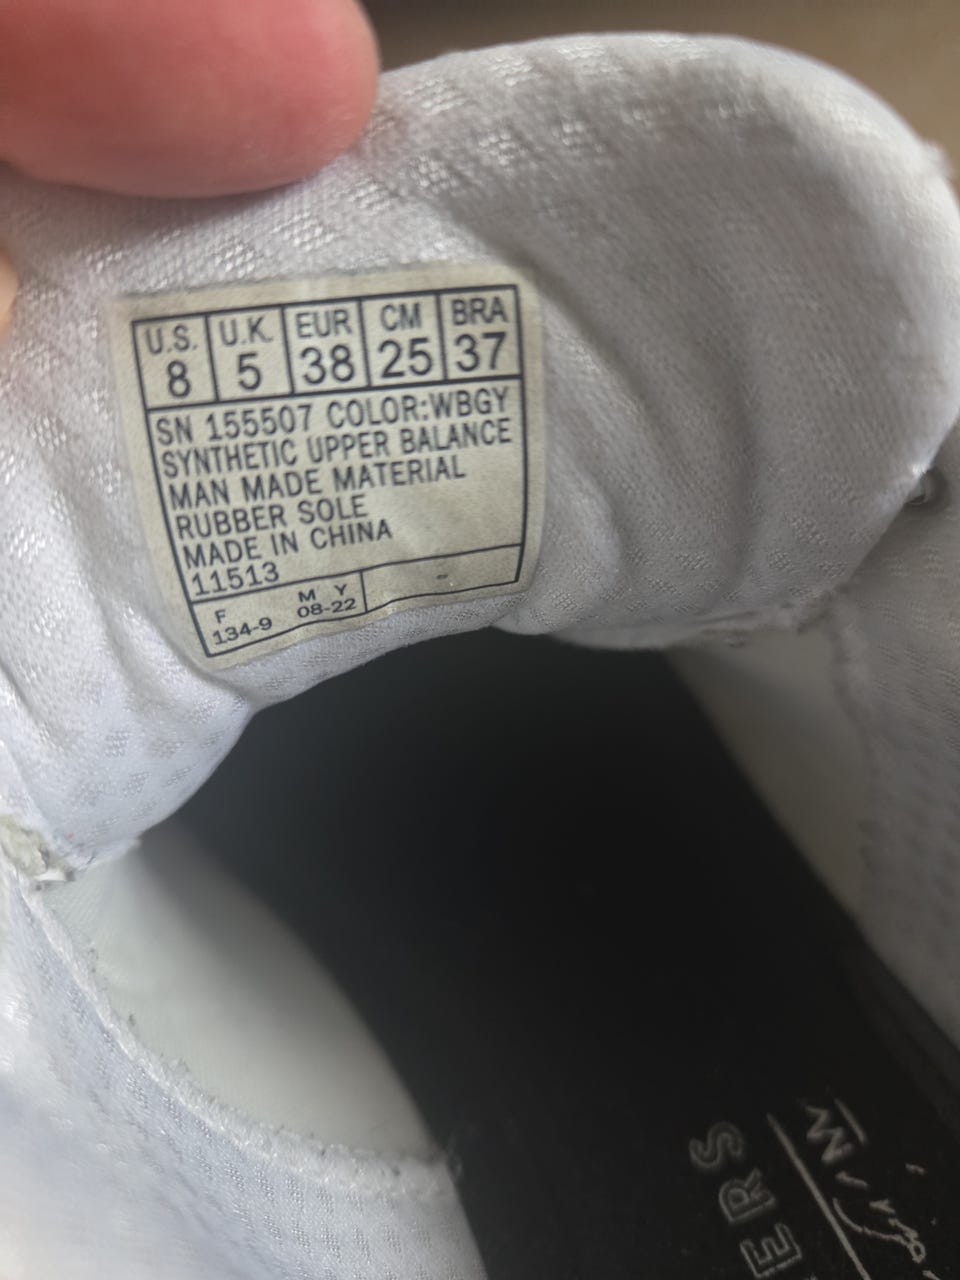 U.S. U.K. EUR CM BRA
8 5 38 25 37
SN 155507 COLOR:WBGY
SYNTHETIC UPPER BALANCE
MAN MADE MATERIAL
RUBBER SOLE
MADE IN CHINA
11513
F M Y
134-9 08-22 -
ERS